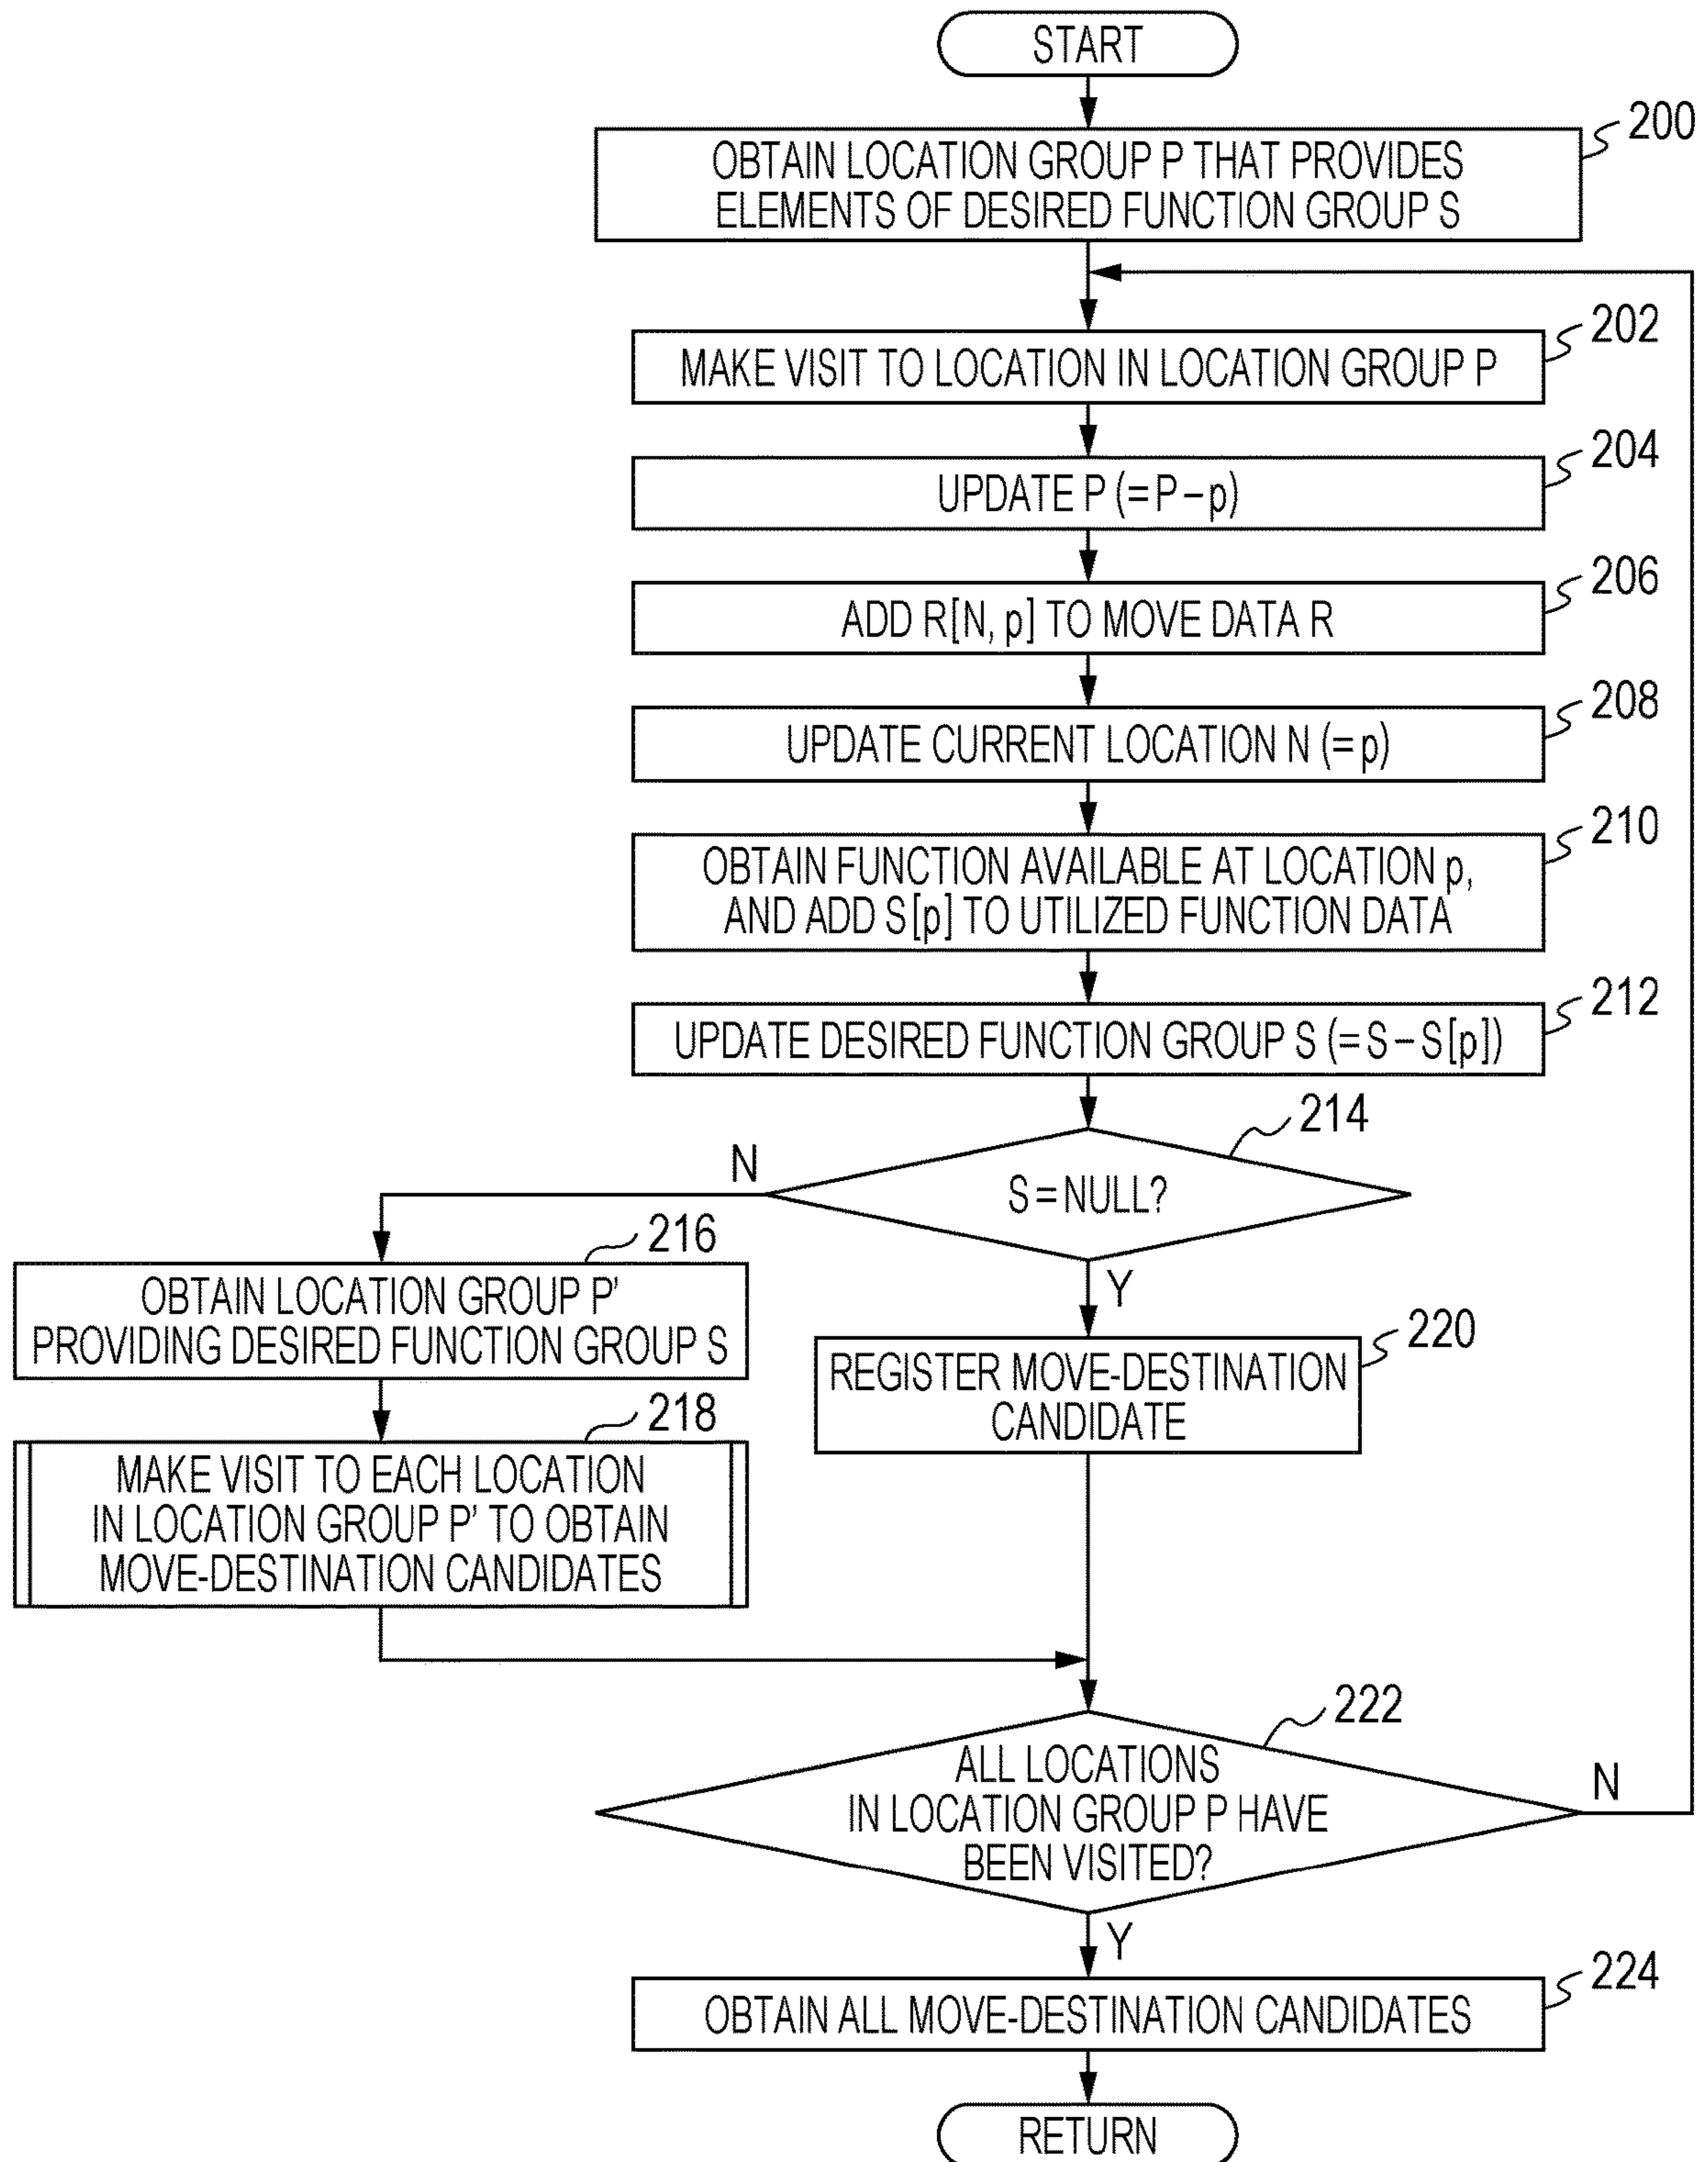 START
200
OBTAIN LOCATION GROUP P THAT PROVIDES
ELEMENTS OF DESIRED FUNCTION GROUP S
202
MAKE VISIT TO LOCATION IN LOCATION GROUP P
204
UPDATE P (=P−p)
206
ADD R[N, p] TO MOVE DATA R
208
UPDATE CURRENT LOCATION N (=p)
210
OBTAIN FUNCTION AVAILABLE AT LOCATION p,
AND ADD S[p] TO UTILIZED FUNCTION DATA
212
UPDATE DESIRED FUNCTION GROUP S (=S−S[p])
214
N
S=NULL?
Y
216
OBTAIN LOCATION GROUP P'
PROVIDING DESIRED FUNCTION GROUP S
218
MAKE VISIT TO EACH LOCATION
IN LOCATION GROUP P' TO OBTAIN
MOVE-DESTINATION CANDIDATES
220
REGISTER MOVE-DESTINATION
CANDIDATE
222
ALL LOCATIONS
IN LOCATION GROUP P HAVE
BEEN VISITED?
N
Y
224
OBTAIN ALL MOVE-DESTINATION CANDIDATES
RETURN